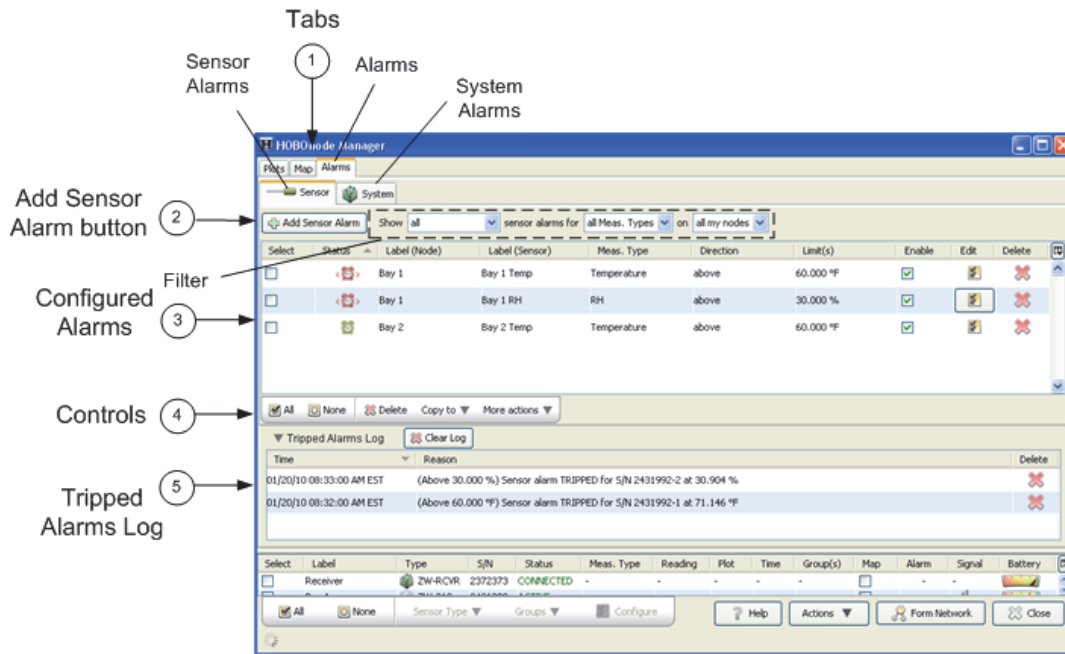 Tabs
1
Sensor Alarms
Alarms
System Alarms
HOBOnode Manager
Plots Map Alarms
Sensor System
Add Sensor Alarm button
2
Add Sensor Alarm Show all sensor alarms for all Meas. Types on all my nodes
Filter
Select Status Label (Node) Label (Sensor) Meas. Type Direction Limit(s) Enable Edit Delete
Bay 1 Bay 1 Temp Temperature above 60.000 °F
Configured Alarms
3
Bay 1 Bay 1 RH RH above 30.000 %
Bay 2 Bay 2 Temp Temperature above 60.000 °F
Controls
4
All None Delete Copy to More actions
Tripped Alarms Log Clear Log
Time Reason Delete
5
01/20/10 08:33:00 AM EST (Above 30.000 %) Sensor alarm TRIPPED for S/N 2431992-2 at 30.904 %
01/20/10 08:32:00 AM EST (Above 60.000 °F) Sensor alarm TRIPPED for S/N 2431992-1 at 71.146 °F
Tripped Alarms Log
Select Label Type S/N Status Meas. Type Reading Plot Time Group(s) Map Alarm Signal Battery
Receiver ZW-RCVR 2372373 CONNECTED - - - - - - -
All None Sensor Type Groups Configure Help Actions Form Network Close